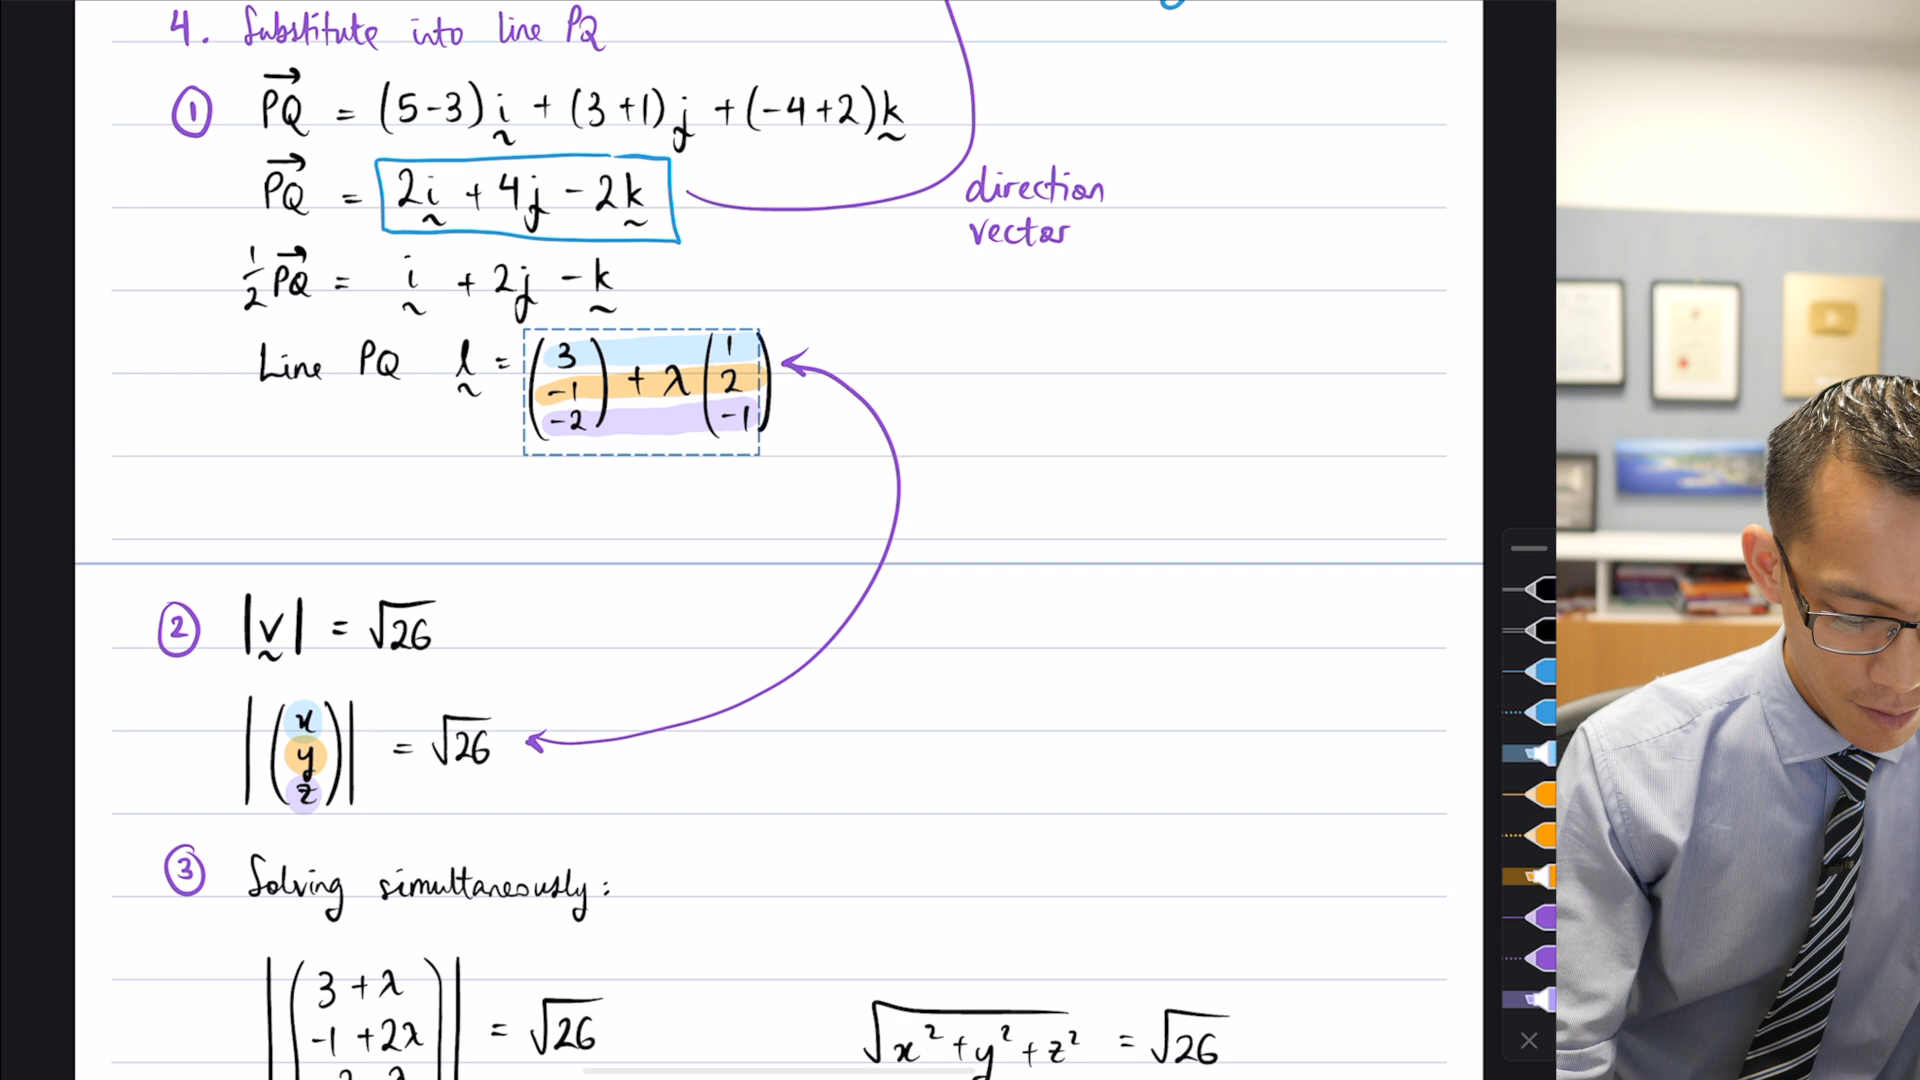 4. Substitute into line PQ
① PQ→ = (5-3)i + (3+1)j + (-4+2)k
PQ→ = 2i + 4j - 2k
direction
vector
½PQ→ = i + 2j - k
Line PQ l = (3 -1 -2) + λ(1 2 -1)
② |v| = √26
|(x y z)| = √26
③ Solving simultaneously:
|(3+λ
-1+2λ
= √26
√x²+y²+z² = √26